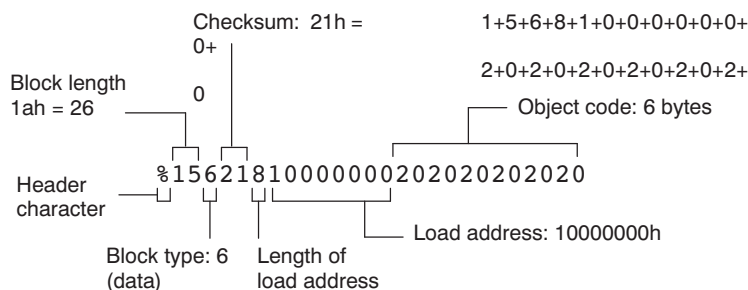 Checksum: 21h = 1+5+6+8+1+0+0+0+0+0+0+
0+
2+0+2+0+2+0+2+0+2+0+2+
0
Block length
1ah = 26
Object code: 6 bytes
%15621810000000202020202020
Header
character
Load address: 10000000h
Block type: 6
(data)
Length of
load address